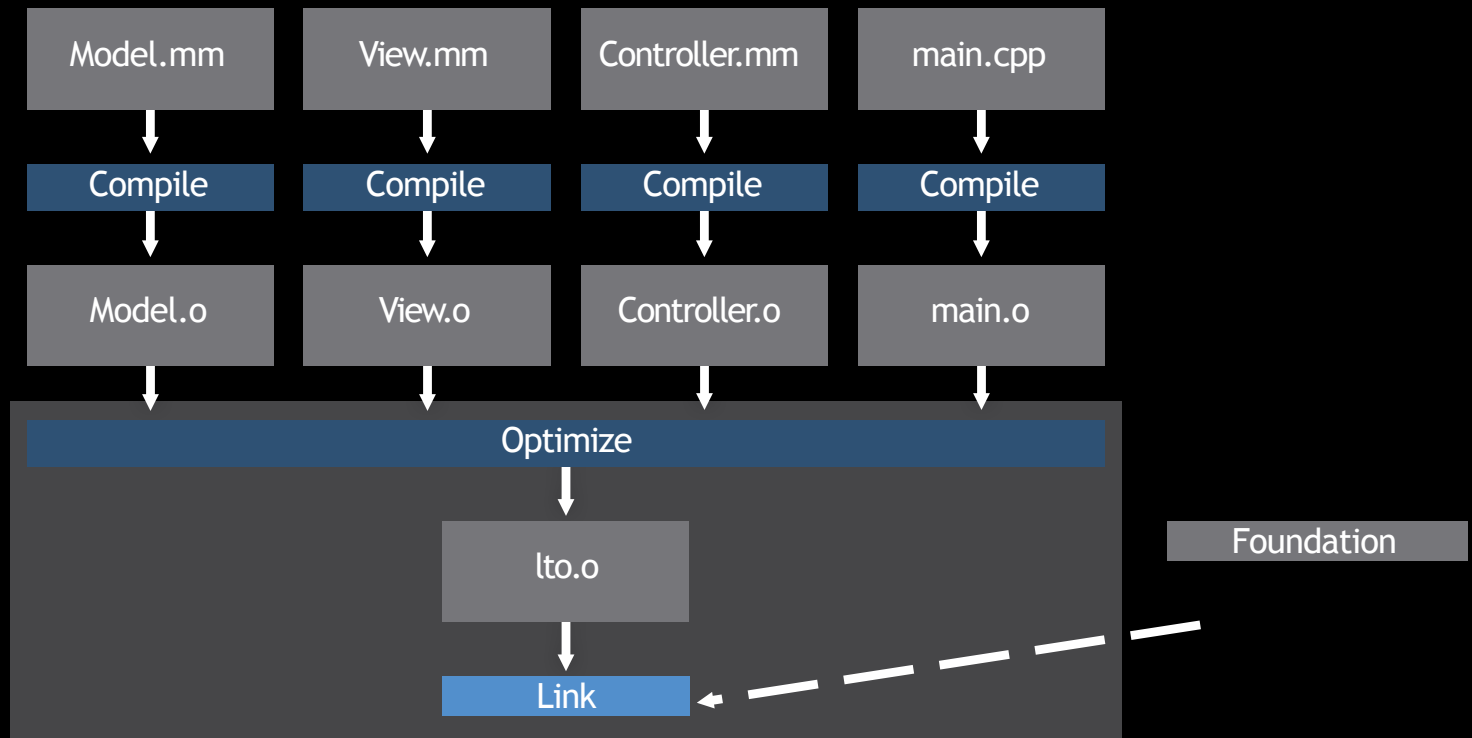 Model.mm
View.mm
Controller.mm
main.cpp
Compile
Compile
Compile
Compile
Model.o
View.o
Controller.o
main.o
Optimize
lto.o
Foundation
Link